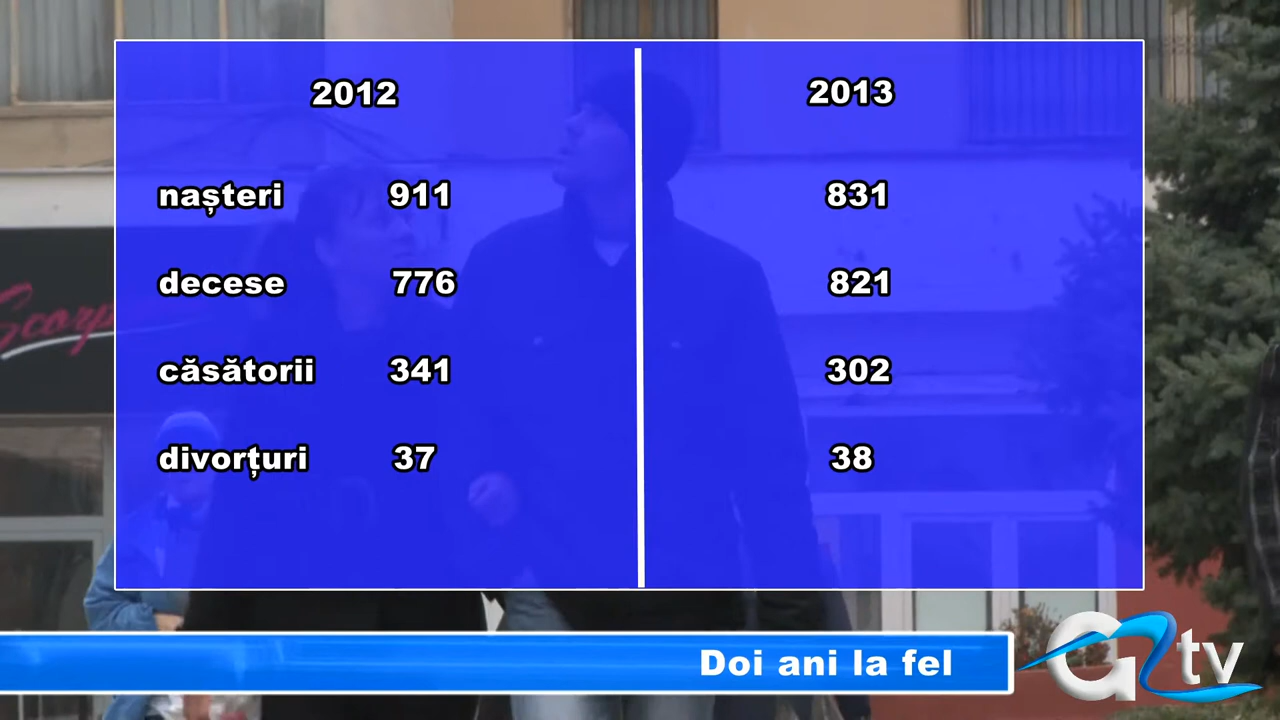 2012 2013
nașteri 911 831
decese 776 821
căsătorii 341 302
divorțuri 37 38
Doi ani la fel
G2 tv